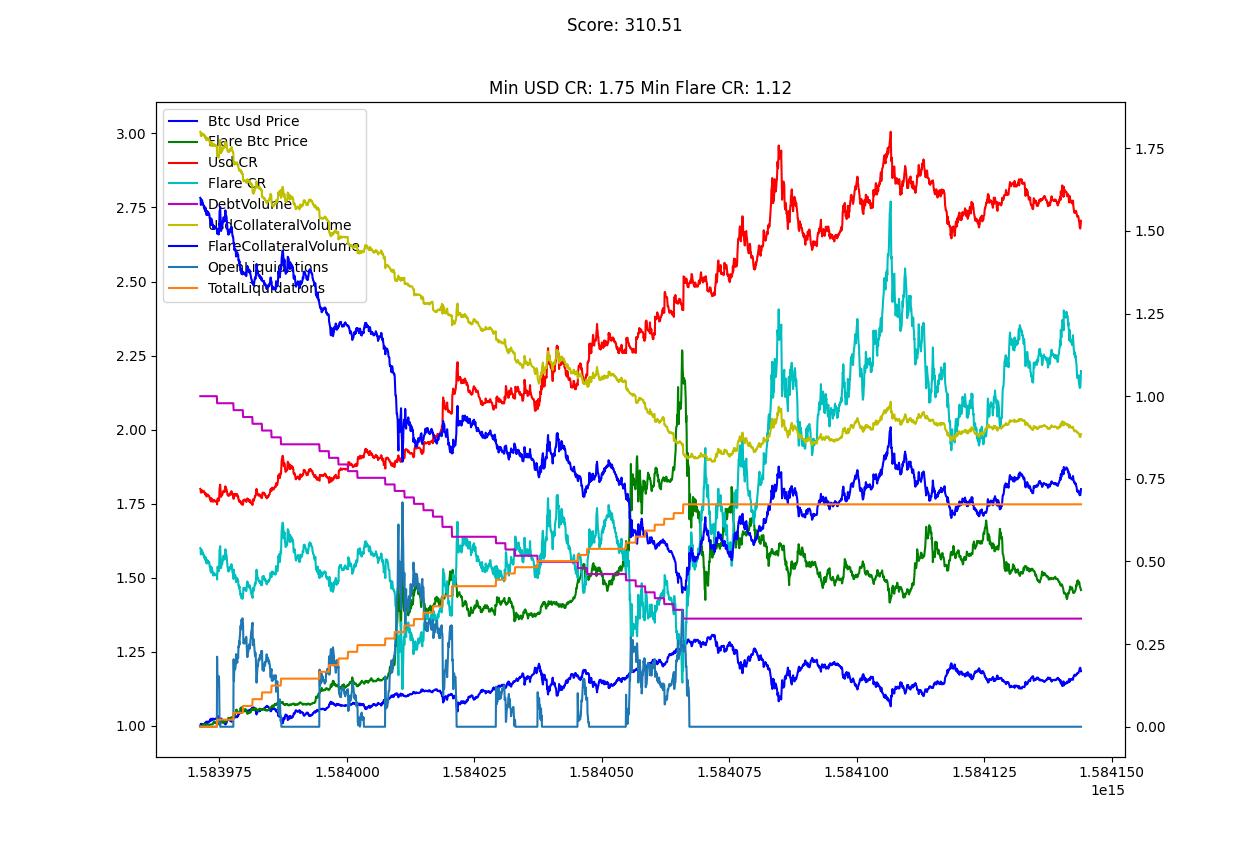 Score: 310.51
Min USD CR: 1.75 Min Flare CR: 1.12
Btc Usd Price
Flare Btc Price
Usd CR
Flare CR
DebtVolume
UsdCollateralVolume
FlareCollateralVolume
OpenLiquidations
TotalLiquidations
3.00
2.75
2.50
2.25
2.00
1.75
1.50
1.25
1.00
1.75
1.50
1.25
1.00
0.75
0.50
0.25
0.00
1.583975 1.584000 1.584025 1.584050 1.584075 1.584100 1.584125 1.584150
1e15